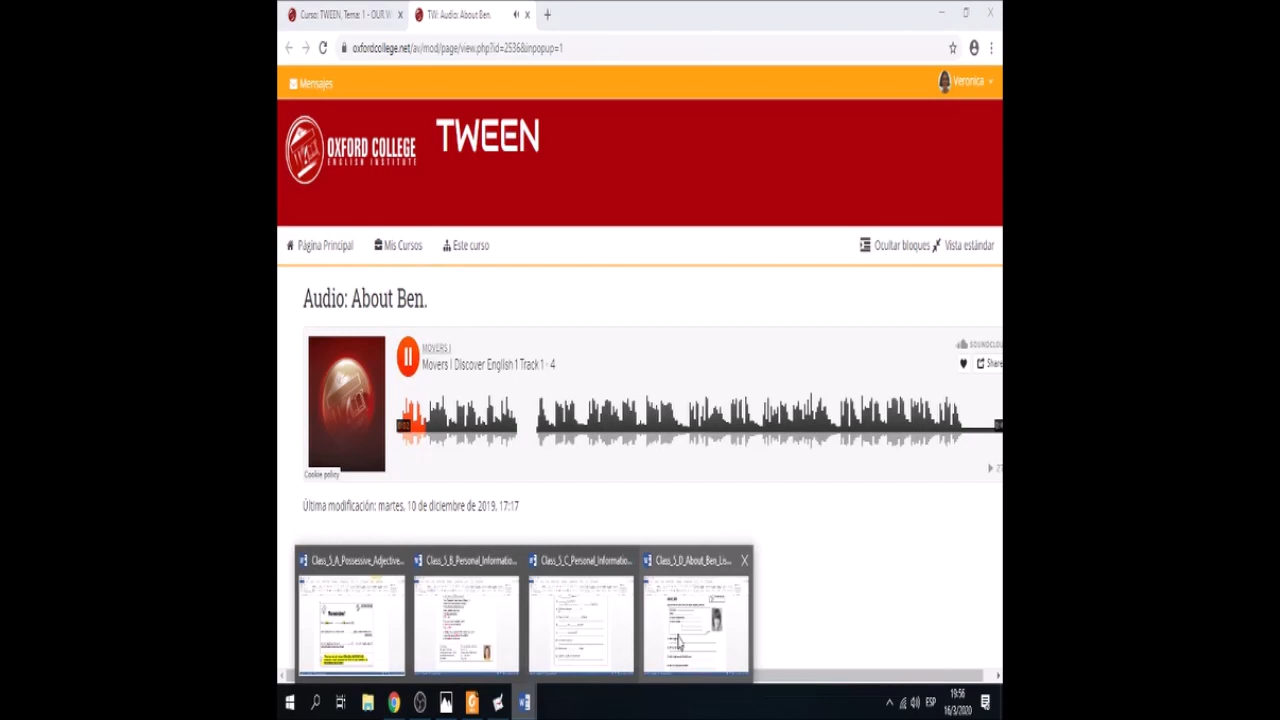 Curso: TWEEN, Tema: 1 - OUR W
TW: Audio: About Ben.
oxfordcollege.net/av/mod/page/view.php?id=2536&inpopup=1
Mensajes
Veronica
OXFORD COLLEGE
ENGLISH INSTITUTE
TWEEN
Página Principal
Mis Cursos
Este curso
Ocultar bloques
Vista estándar
Audio: About Ben.
MOVERS I
SOUNDCLOU
Movers I Discover English 1 Track 1 - 4
Share
Cookie policy
Última modificación: martes, 10 de diciembre de 2019, 17:17
Class_5_A_Possessive_Adjective...
Class_5_B_Personal_Informatio...
Class_5_C_Personal_Informatio...
Class_5_D_About_Ben_Lis...
Remember!
ESP
19:56
16/3/2020